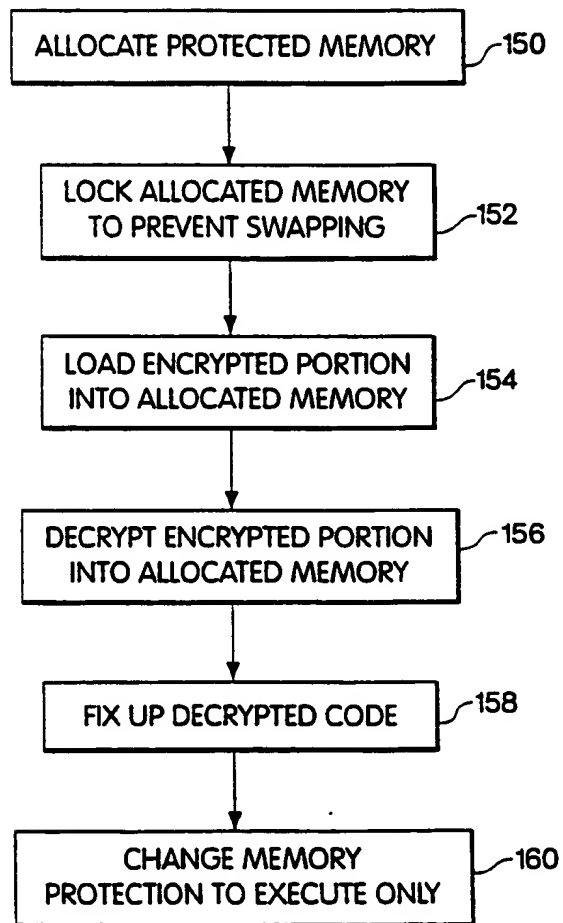 ALLOCATE PROTECTED MEMORY
150
LOCK ALLOCATED MEMORY
TO PREVENT SWAPPING
152
LOAD ENCRYPTED PORTION
INTO ALLOCATED MEMORY
154
DECRYPT ENCRYPTED PORTION
INTO ALLOCATED MEMORY
156
FIX UP DECRYPTED CODE
158
CHANGE MEMORY
PROTECTION TO EXECUTE ONLY
160